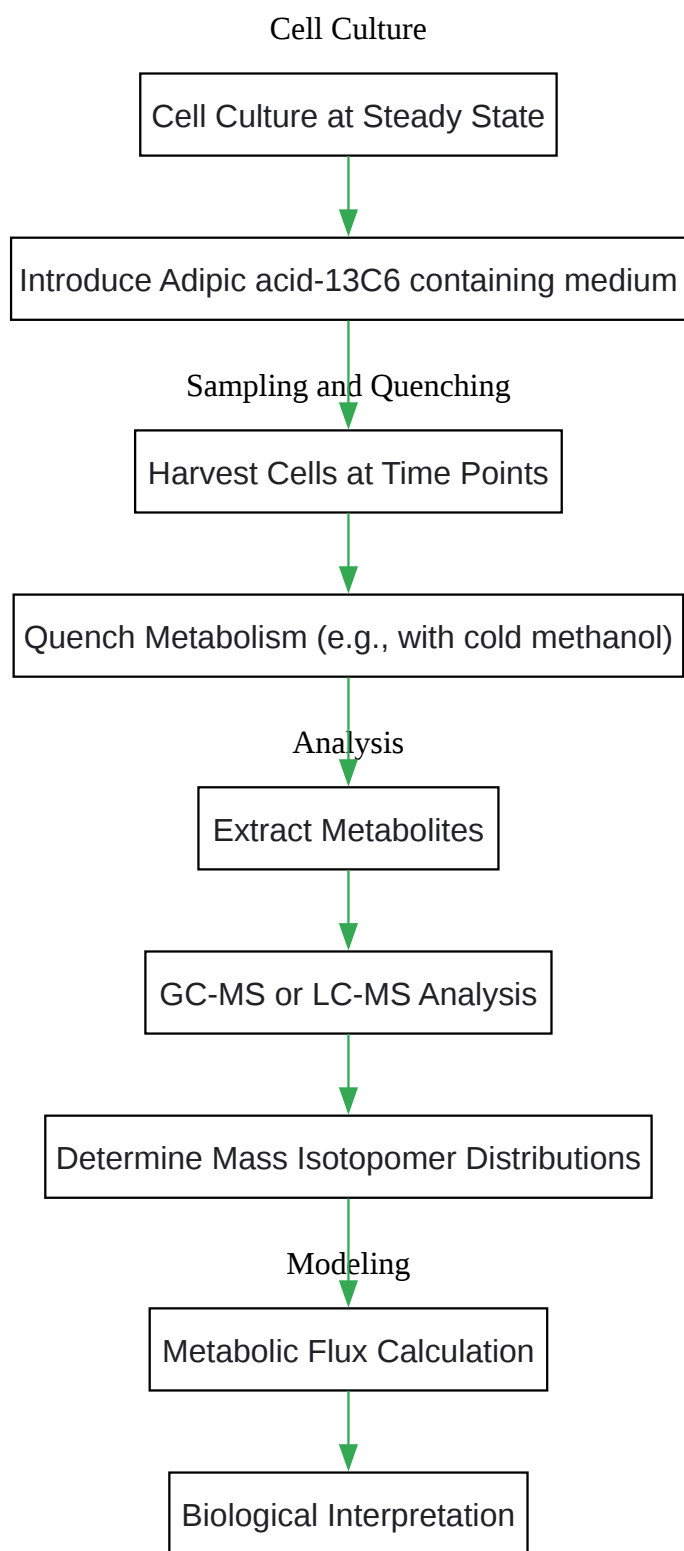 Cell Culture
Cell Culture at Steady State
Introduce Adipic acid-13C6 containing medium
Sampling and Quenching
Harvest Cells at Time Points
Quench Metabolism (e.g., with cold methanol)
Analysis
Extract Metabolites
GC-MS or LC-MS Analysis
Determine Mass Isotopomer Distributions
Modeling
Metabolic Flux Calculation
Biological Interpretation